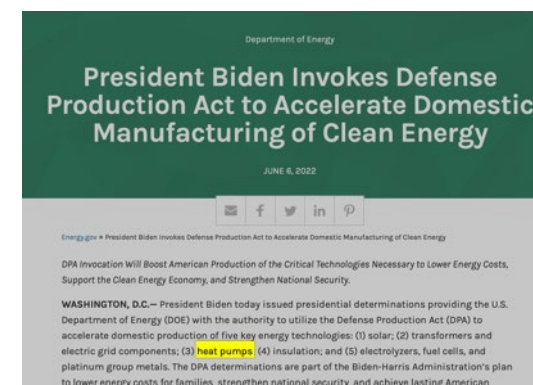 Department of Energy
President Biden Invokes Defense
Production Act to Accelerate Domestic
Manufacturing of Clean Energy
JUNE 6, 2022
Energy.gov » President Biden Invokes Defense Production Act to Accelerate Domestic Manufacturing of Clean Energy
DPA Invocation Will Boost American Production of the Critical Technologies Necessary to Lower Energy Costs,
Support the Clean Energy Economy, and Strengthen National Security.
WASHINGTON, D.C.— President Biden today issued presidential determinations providing the U.S.
Department of Energy (DOE) with the authority to utilize the Defense Production Act (DPA) to
accelerate domestic production of five key energy technologies: (1) solar; (2) transformers and
electric grid components; (3) heat pumps (4) insulation; and (5) electrolyzers, fuel cells, and
platinum group metals. The DPA determinations are part of the Biden-Harris Administration's plan
to lower energy costs for families, strengthen national security, and achieve lasting American